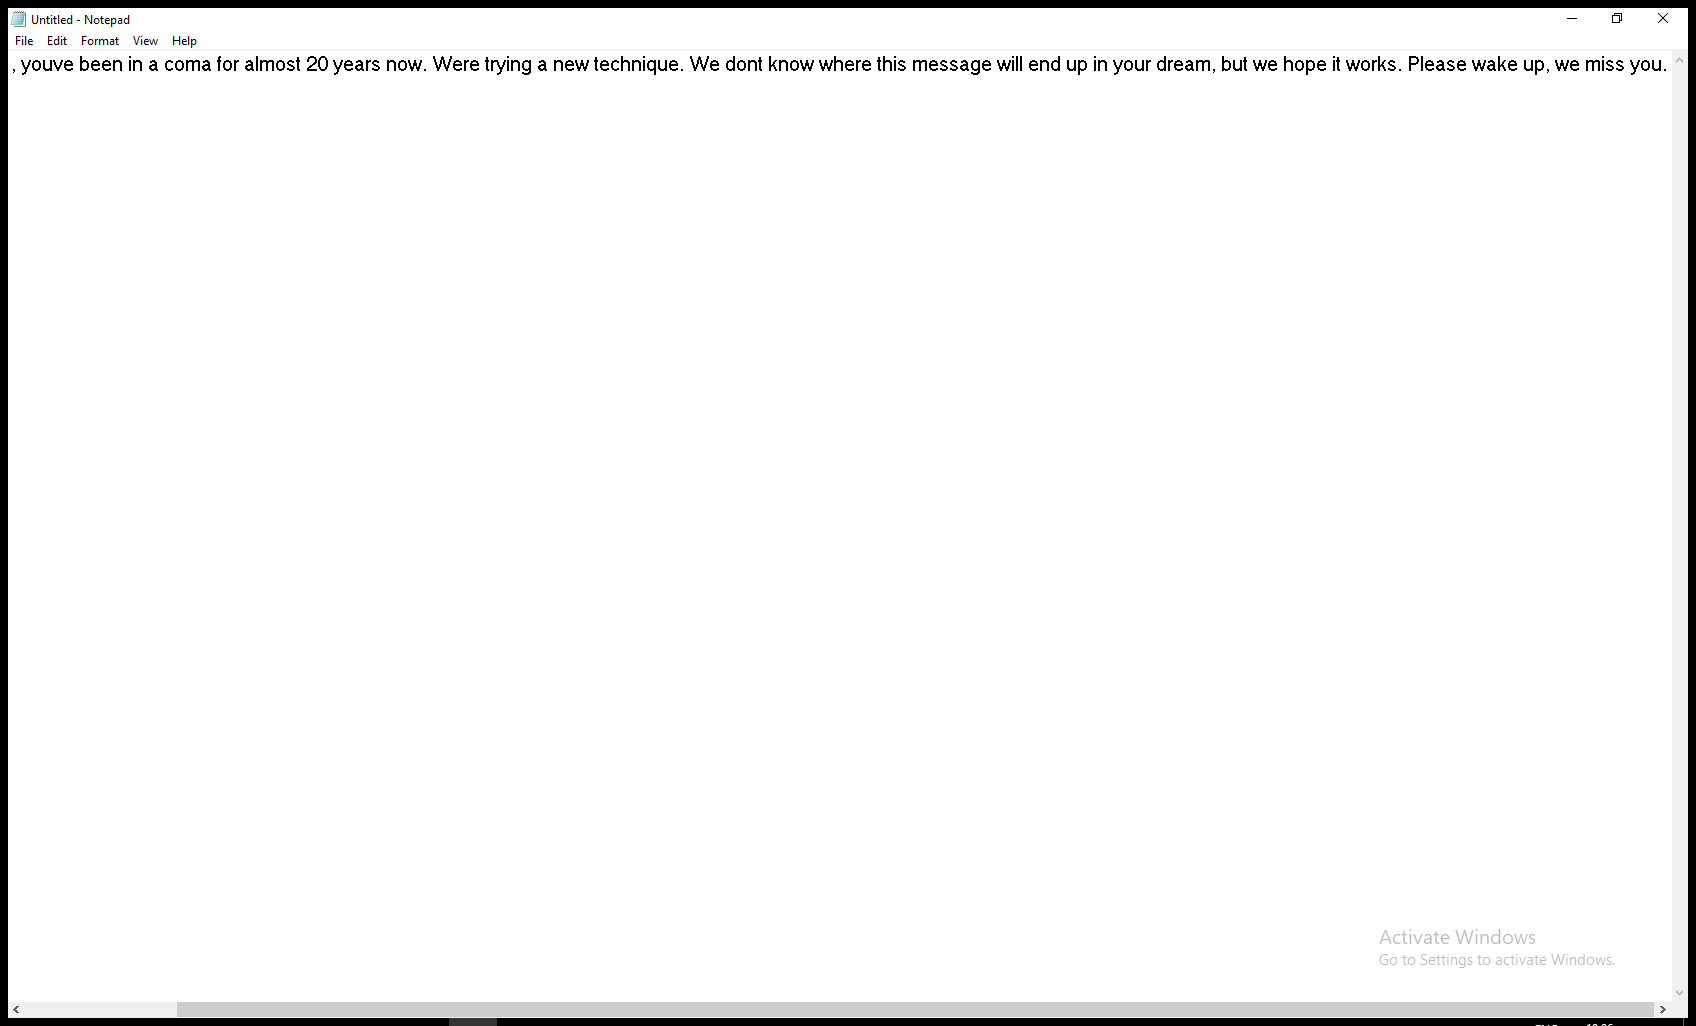 Untitled - Notepad
File Edit Format View Help
, youve been in a coma for almost 20 years now. Were trying a new technique. We dont know where this message will end up in your dream, but we hope it works. Please wake up, we miss you.
Activate Windows
Go to Settings to activate Windows.